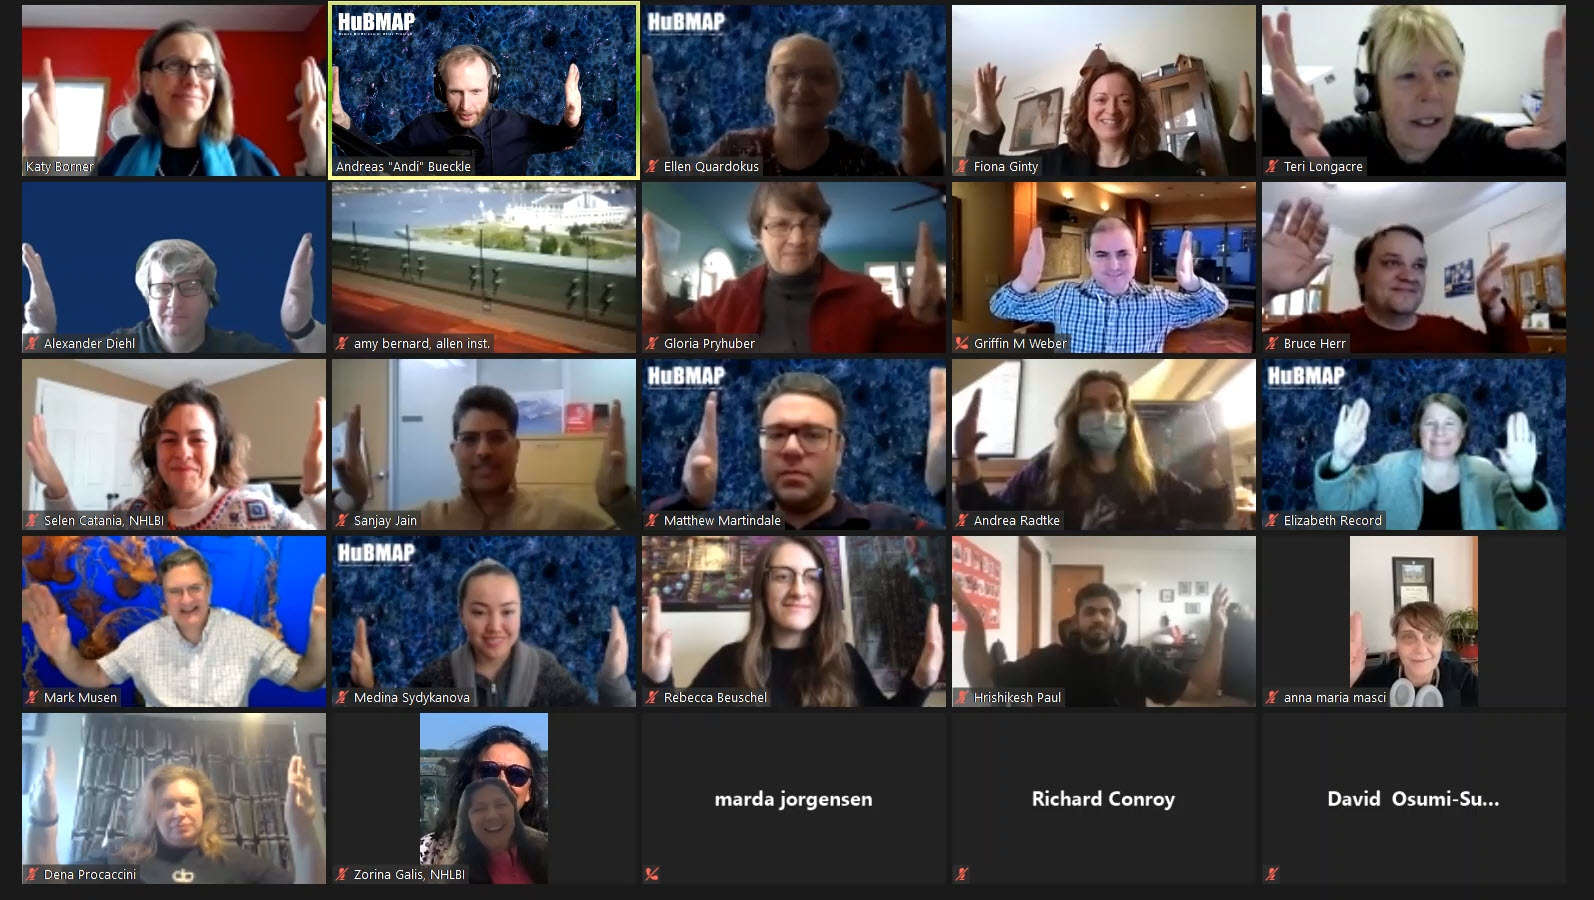 Katy Borner
HuBMAP
Andreas "Andi" Bueckle
HuBMAP
Ellen Quardokus
Fiona Ginty
Teri Longacre
Alexander Diehl
amy bernard, allen inst.
Gloria Pryhuber
Griffin M Weber
Bruce Herr
Selen Catania, NHLBI
Sanjay Jain
HuBMAP
Matthew Martindale
Andrea Radtke
HuBMAP
Elizabeth Record
Mark Musen
HuBMAP
Medina Sydykanova
Rebecca Beuschel
Hrishikesh Paul
anna maria masci
Dena Procaccini
Zorina Galis, NHLBI
marda jorgensen
Richard Conroy
David Osumi-Su...